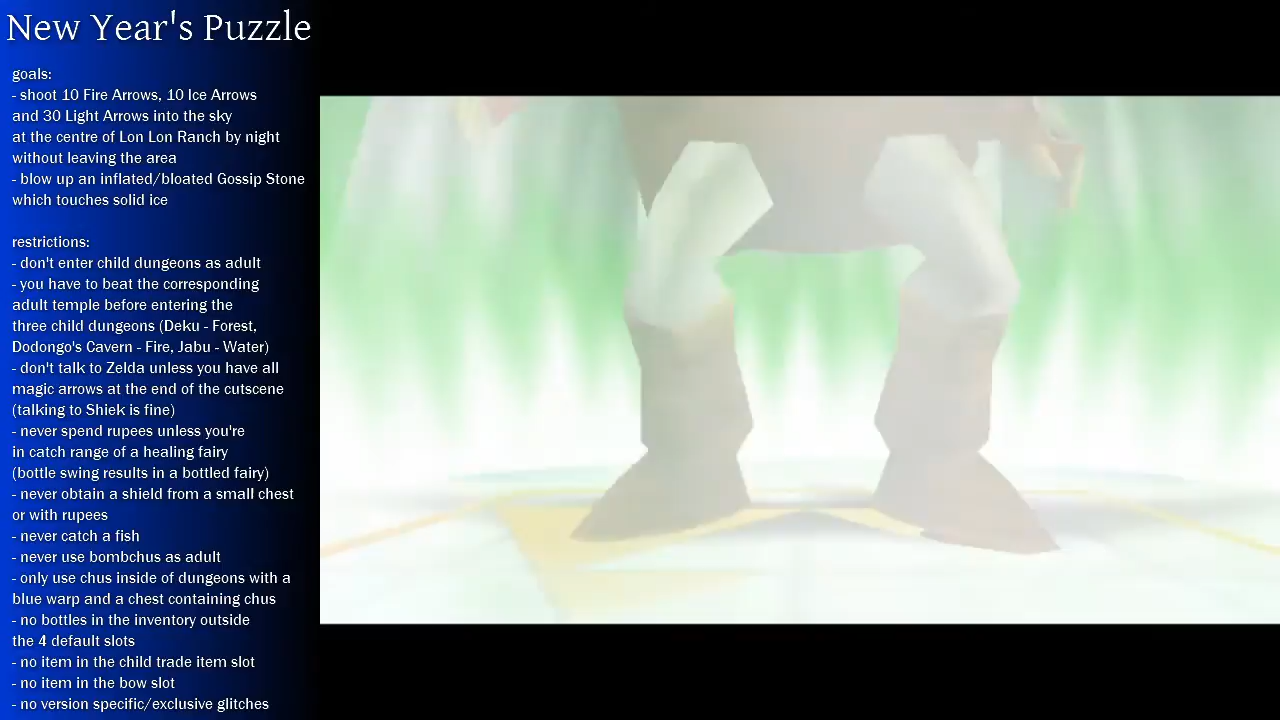 New Year's Puzzle
goals:
- shoot 10 Fire Arrows, 10 Ice Arrows
and 30 Light Arrows into the sky
at the centre of Lon Lon Ranch by night
without leaving the area
- blow up an inflated/bloated Gossip Stone
which touches solid ice
restrictions:
- don't enter child dungeons as adult
- you have to beat the corresponding
adult temple before entering the
three child dungeons (Deku - Forest,
Dodongo's Cavern - Fire, Jabu - Water)
- don't talk to Zelda unless you have all
magic arrows at the end of the cutscene
(talking to Shiek is fine)
- never spend rupees unless you're
in catch range of a healing fairy
(bottle swing results in a bottled fairy)
- never obtain a shield from a small chest
or with rupees
- never catch a fish
- never use bombchus as adult
- only use chus inside of dungeons with a
blue warp and a chest containing chus
- no bottles in the inventory outside
the 4 default slots
- no item in the child trade item slot
- no item in the bow slot
- no version specific/exclusive glitches